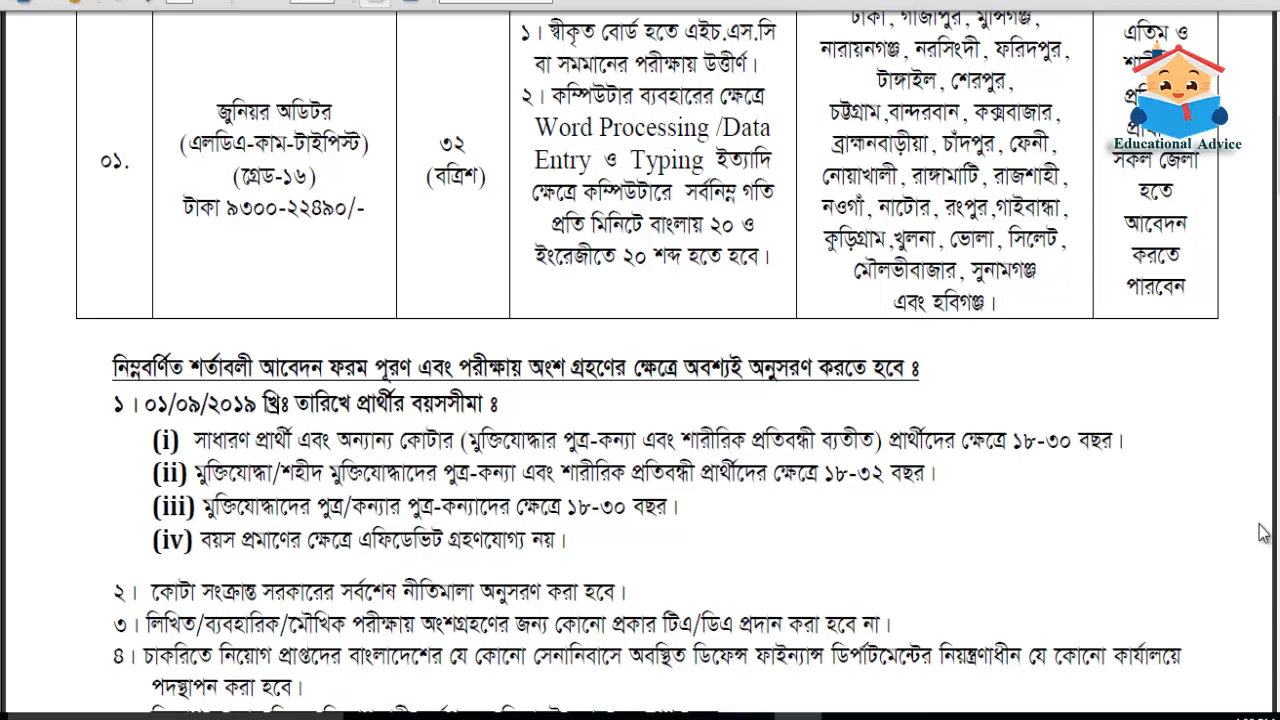 ০১.
জুনিয়র অডিটর
(এলডিএ-কাম-টাইপিস্ট)
(গ্রেড-১৬)
টাকা ৯৩০০-২২৪৯০/-
৩২
(বত্রিশ)
১। স্বীকৃত বোর্ড হতে এইচ.এস.সি
বা সমমানের পরীক্ষায় উত্তীর্ণ।
২। কম্পিউটার ব্যবহারের ক্ষেত্রে
Word Processing /Data
Entry ও Typing ইত্যাদি
ক্ষেত্রে কম্পিউটারে সর্বনিম্ন গতি
প্রতি মিনিটে বাংলায় ২০ ও
ইংরেজীতে ২০ শব্দ হতে হবে।
ঢাকা, গাজীপুর, মুন্সিগঞ্জ,
নারায়নগঞ্জ, নরসিংদী, ফরিদপুর,
টাঙ্গাইল, শেরপুর,
চট্টগ্রাম,বান্দরবান, কক্সবাজার,
ব্রাহ্মনবাড়ীয়া, চাঁদপুর, ফেনী,
নোয়াখালী, রাঙ্গামাটি, রাজশাহী,
নওগাঁ, নাটোর, রংপুর,গাইবান্ধা,
কুড়িগ্রাম,খুলনা, ভোলা, সিলেট,
মৌলভীবাজার, সুনামগঞ্জ
এবং হবিগঞ্জ।
এতিম ও
Educational Advice
সকল জেলা
হতে
আবেদন
করতে
পারবেন
নিম্নবর্ণিত শর্তাবলী আবেদন ফরম পূরণ এবং পরীক্ষায় অংশ গ্রহণের ক্ষেত্রে অবশ্যই অনুসরণ করতে হবে ঃ
১। ০১/০৯/২০১৯ খ্রিঃ তারিখে প্রার্থীর বয়সসীমা ঃ
(i) সাধারণ প্রার্থী এবং অন্যান্য কোটার (মুক্তিযোদ্ধার পুত্র-কন্যা এবং শারীরিক প্রতিবন্ধী ব্যতীত) প্রার্থীদের ক্ষেত্রে ১৮-৩০ বছর।
(ii) মুক্তিযোদ্ধা/শহীদ মুক্তিযোদ্ধাদের পুত্র-কন্যা এবং শারীরিক প্রতিবন্ধী প্রার্থীদের ক্ষেত্রে ১৮-৩২ বছর।
(iii) মুক্তিযোদ্ধাদের পুত্র/কন্যার পুত্র-কন্যাদের ক্ষেত্রে ১৮-৩০ বছর।
(iv) বয়স প্রমাণের ক্ষেত্রে এফিডেভিট গ্রহণযোগ্য নয়।
২। কোটা সংক্রান্ত সরকারের সর্বশেষ নীতিমালা অনুসরণ করা হবে।
৩। লিখিত/ব্যবহারিক/মৌখিক পরীক্ষায় অংশগ্রহণের জন্য কোনো প্রকার টিএ/ডিএ প্রদান করা হবে না।
৪। চাকরিতে নিয়োগ প্রাপ্তদের বাংলাদেশের যে কোনো সেনানিবাসে অবস্থিত ডিফেন্স ফাইন্যান্স ডিপার্টমেন্টের নিয়ন্ত্রণাধীন যে কোনো কার্যালয়ে
পদস্থাপন করা হবে।